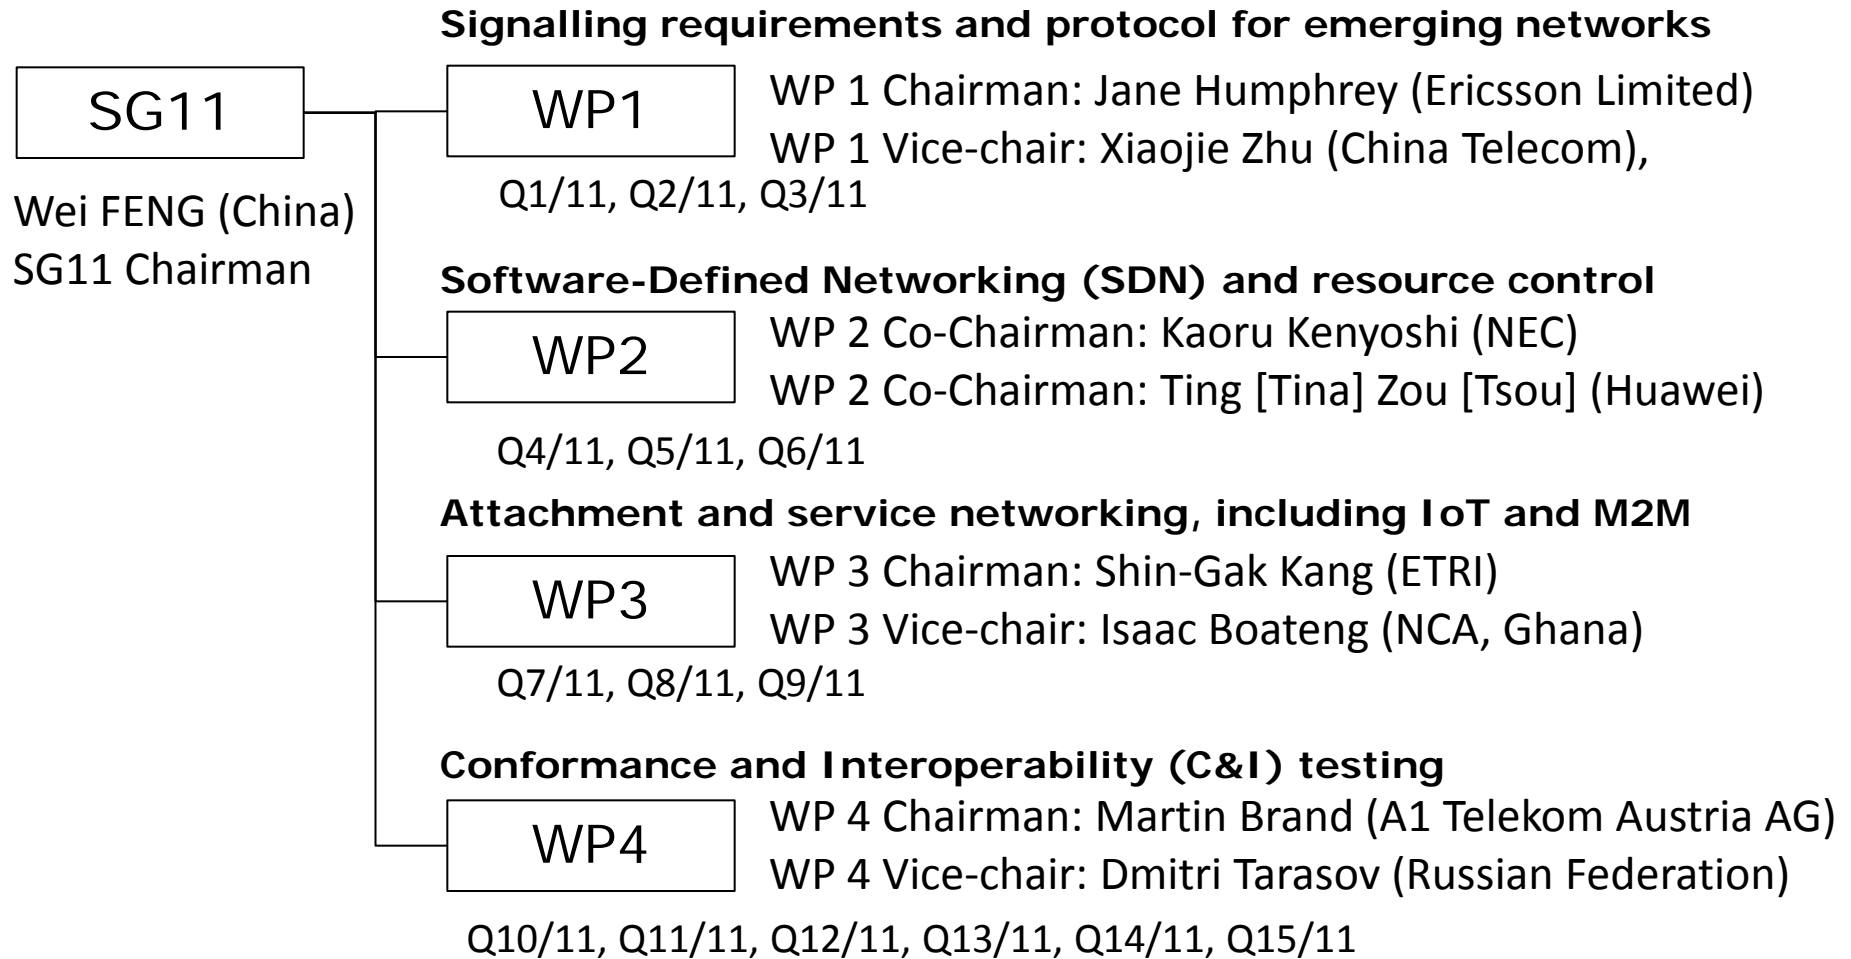 Signalling requirements and protocol for emerging networks
SG11
Wei FENG (China)
SG11 Chairman
WP1
WP 1 Chairman: Jane Humphrey (Ericsson Limited)
WP 1 Vice-chair: Xiaojie Zhu (China Telecom),
Q1/11, Q2/11, Q3/11
Software-Defined Networking (SDN) and resource control
WP2
WP 2 Co-Chairman: Kaoru Kenyoshi (NEC)
WP 2 Co-Chairman: Ting [Tina] Zou [Tsou] (Huawei)
Q4/11, Q5/11, Q6/11
Attachment and service networking, including IoT and M2M
WP3
WP 3 Chairman: Shin-Gak Kang (ETRI)
WP 3 Vice-chair: Isaac Boateng (NCA, Ghana)
Q7/11, Q8/11, Q9/11
Conformance and Interoperability (C&I) testing
WP4
WP 4 Chairman: Martin Brand (A1 Telekom Austria AG)
WP 4 Vice-chair: Dmitri Tarasov (Russian Federation)
Q10/11, Q11/11, Q12/11, Q13/11, Q14/11, Q15/11